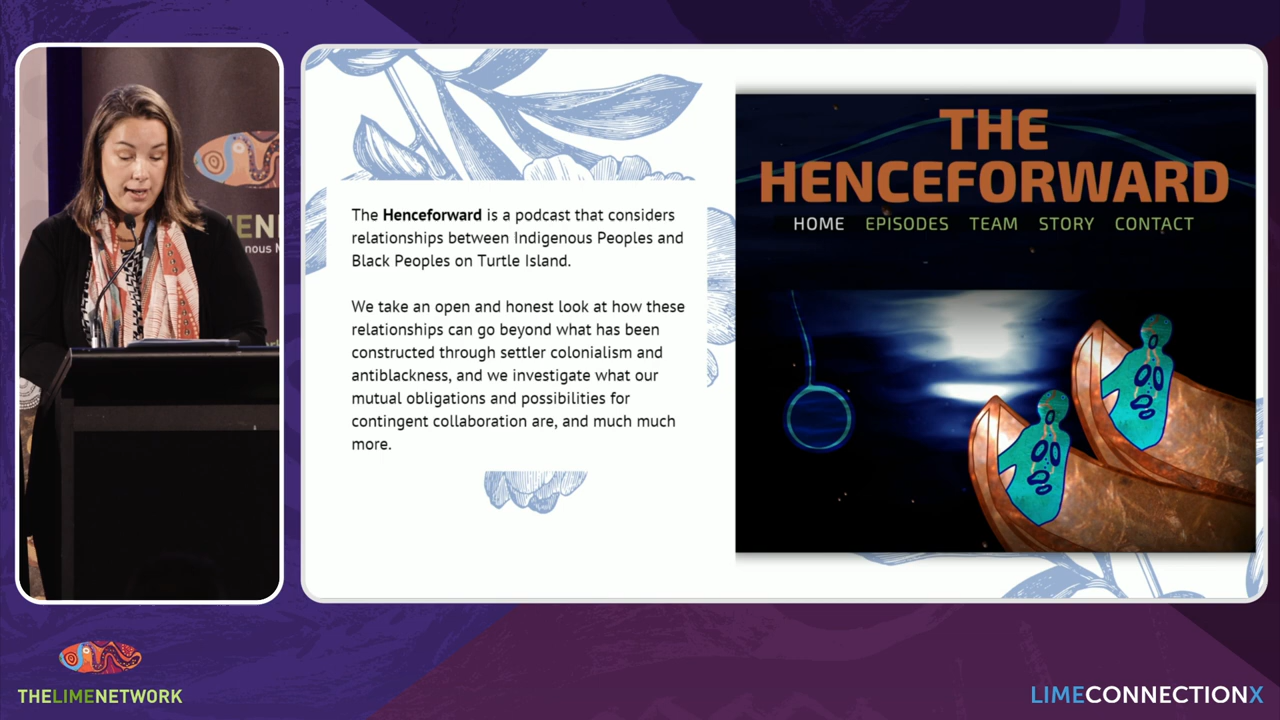 MEN
nous M
The Henceforward is a podcast that considers
relationships between Indigenous Peoples and
Black Peoples on Turtle Island.
We take an open and honest look at how these
relationships can go beyond what has been
constructed through settler colonialism and
antiblackness, and we investigate what our
mutual obligations and possibilities for
contingent collaboration are, and much much
more.
THE
HENCEFORWARD
HOME EPISODES TEAM STORY CONTACT
THELIMENETWORK
LIMECONNECTIONX